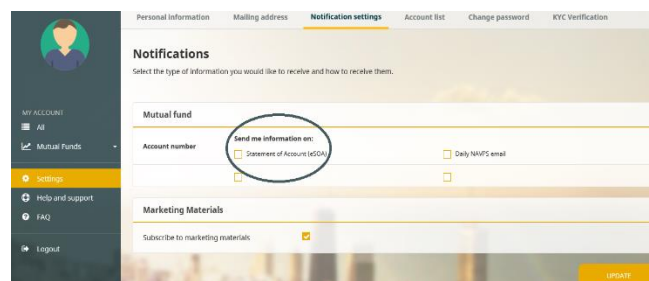 Personal information Mailing address Notification settings Account list Change password KYC Verification
Notifications
Select the type of information you would like to receive and how to receive them.
MY ACCOUNT
All
Mutual Funds
Settings
Help and support
FAQ
Logout
Mutual fund
Account number
Send me information on:
Statement of Account (eSOA)
Daily NAVPS email
Marketing Materials
Subscribe to marketing materials
UPDATE